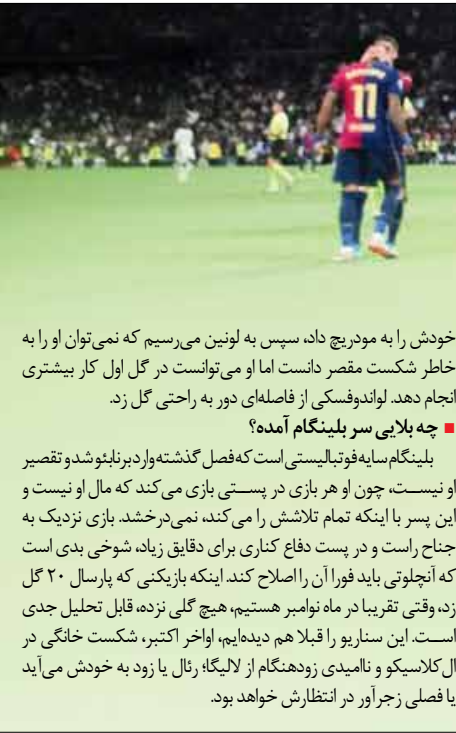 11
خودش را به مودریچ داد، سپس به لونین می‌رسیم که نمی‌توان او را به
خاطر شکست مقصر دانست اما او می‌توانست در گل اول کار بیشتری
انجام دهد. لواندوفسکی از فاصله‌ای دور به راحتی گل زد.
■ چه بلایی سر بلینگام آمده؟
بلینگام سایه فوتبالیستی است که فصل گذشته وارد برنابئو شد و تقصیر
او نیست، چون او هر بازی در پستی بازی می‌کند که مال او نیست و
این پسر با اینکه تمام تلاشش را می‌کند، نمی‌درخشد. بازی نزدیک به
جناح راست و در پست دفاع کناری برای دقایق زیاد، شوخی بدی است
که آنچلوتی باید فورا آن را اصلاح کند. اینکه بازیکنی که پارسال ۲۰ گل
زد، وقتی تقریبا در ماه نوامبر هستیم، هیچ گلی نزده، قابل تحلیل جدی
است. این سناریو را قبلا هم دیده‌ایم، اواخر اکتبر، شکست خانگی در
ال‌کلاسیکو و ناامیدی زودهنگام از لالیگا؛ رئال یا زود به خودش می‌آید
یا فصلی زجرآور در انتظارش خواهد بود.